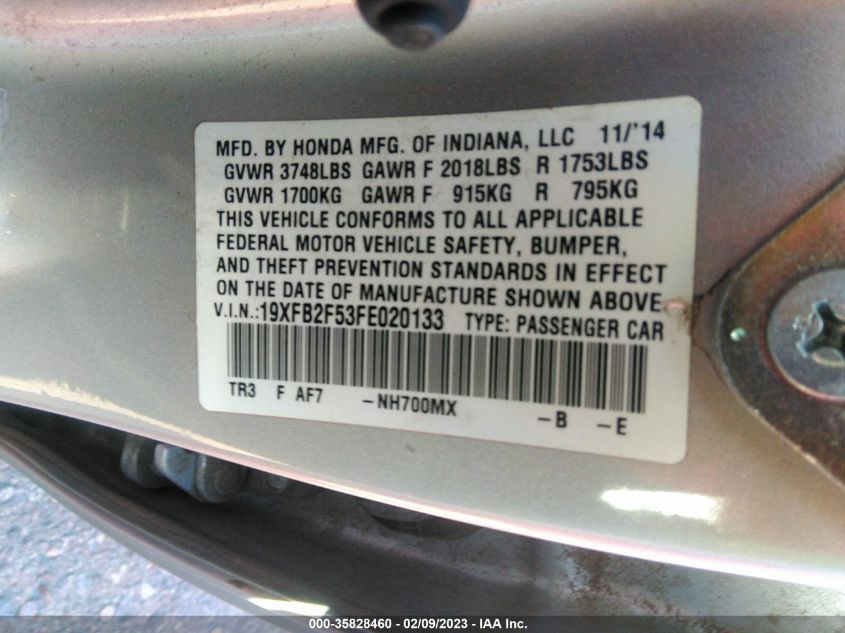 MFD. BY HONDA MFG. OF INDIANA, LLC 11/'14
GVWR 3748LBS GAWR F 2018LBS R 1753LBS
GVWR 1700KG GAWR F 915KG R 795KG
THIS VEHICLE CONFORMS TO ALL APPLICABLE
FEDERAL MOTOR VEHICLE SAFETY, BUMPER,
AND THEFT PREVENTION STANDARDS IN EFFECT
ON THE DATE OF MANUFACTURE SHOWN ABOVE.
V.I.N.:19XFB2F53FE020133 TYPE: PASSENGER CAR
TR3 F AF7 -NH700MX -B -E
000-35828460 - 02/09/2023 - IAA Inc.